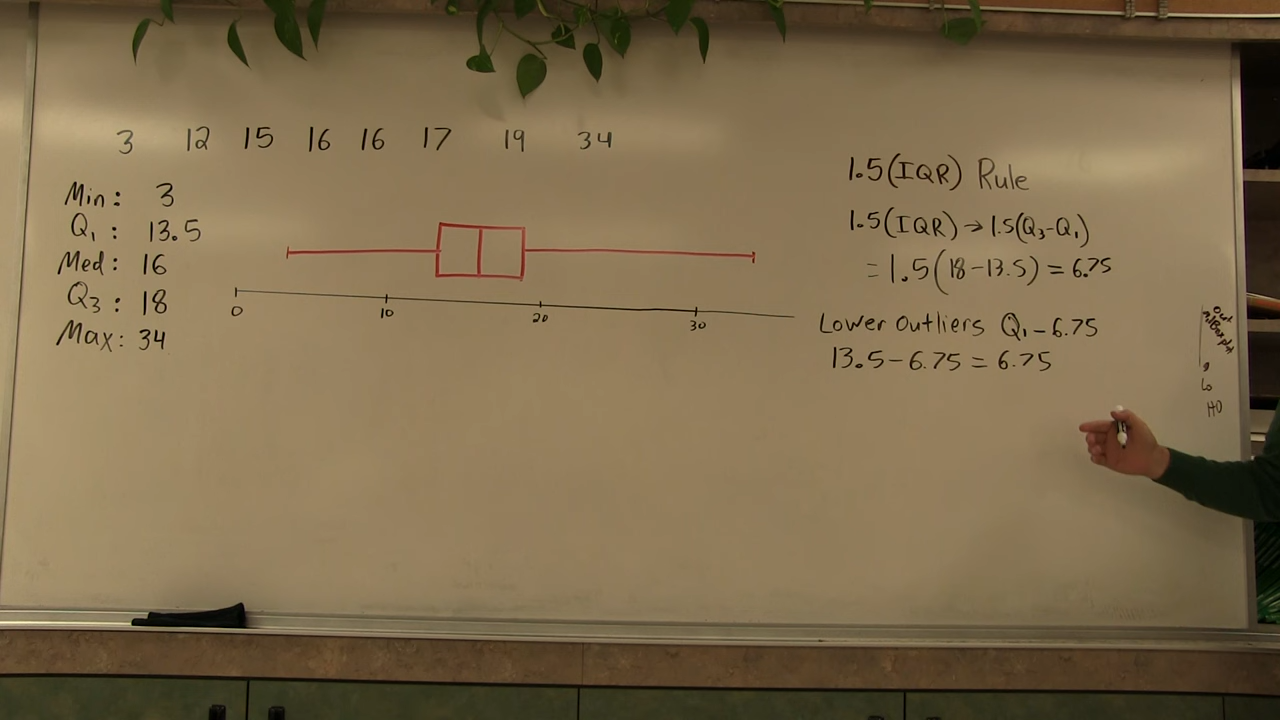 3 12 15 16 16 17 19 34
Min: 3
Q₁: 13.5
Med: 16
Q₃: 18
Max: 34
0 10 20 30
1.5(IQR) Rule
1.5(IQR)→1.5(Q₃-Q₁)
=1.5(18-13.5)=6.75
Lower Outliers Q₁-6.75
13.5-6.75=6.75
Out
HO